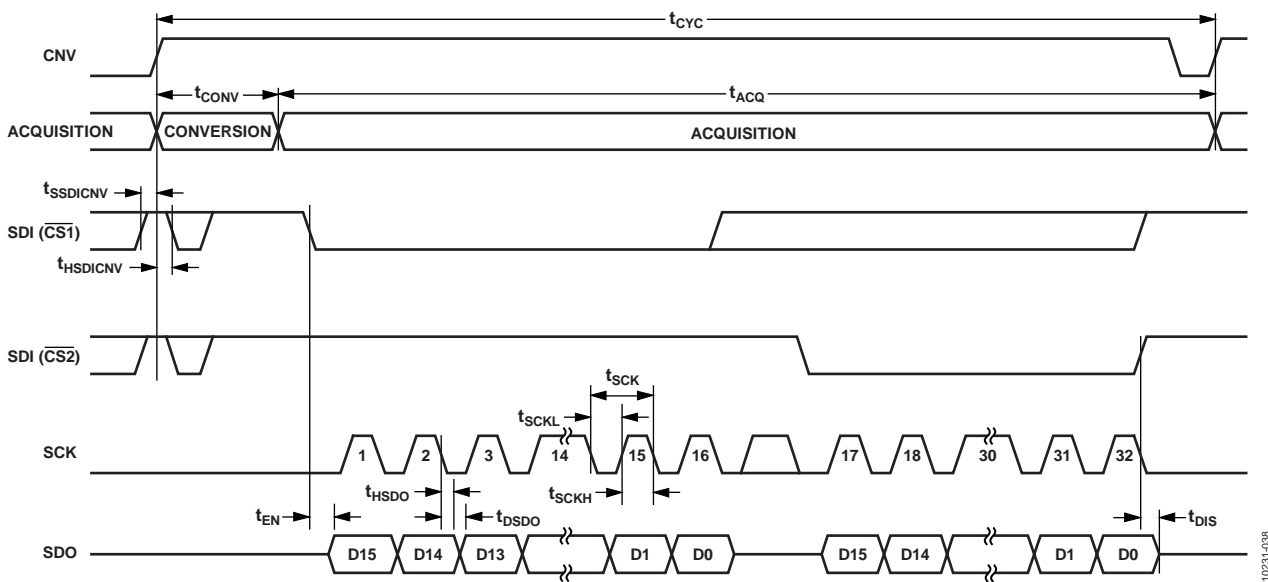 tCYC
CNV
tCONV
tACQ
ACQUISITION
CONVERSION
ACQUISITION
tSSDICNV
SDI (CS1)
tHSDICNV
SDI (CS2)
tSCK
tSCKL
SCK
1 2 3 14 15 16 17 18 30 31 32
tHSDO
tSCKH
tEN
tDSDO
tDIS
SDO
D15 D14 D13 D1 D0 D15 D14 D1 D0
10231-038